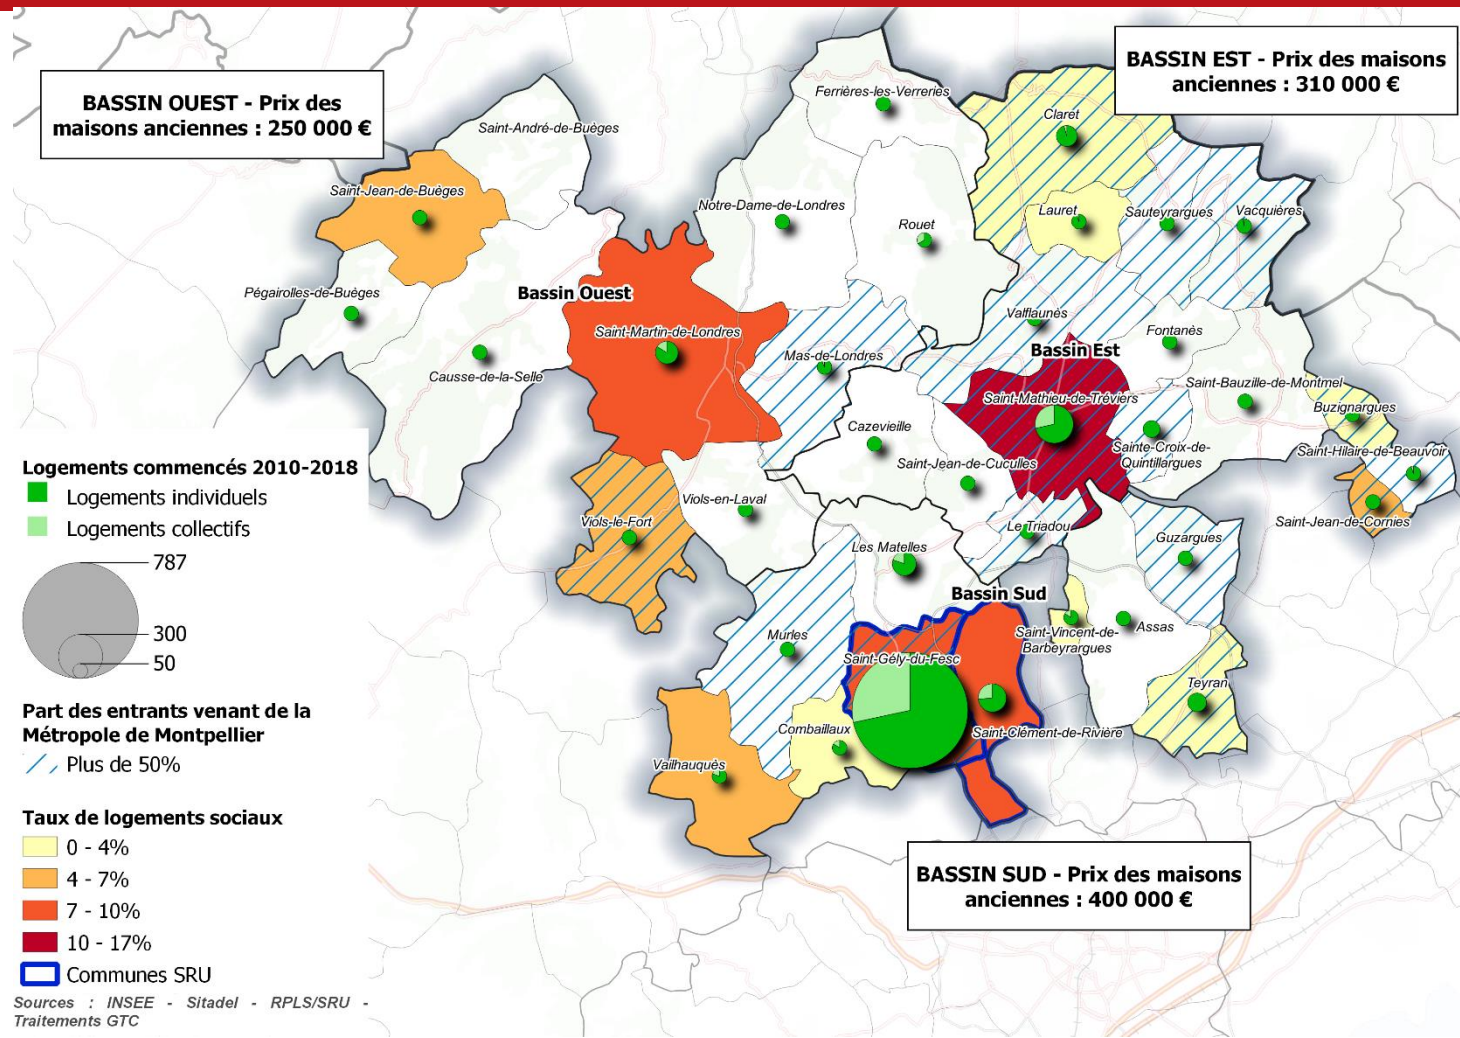 BASSIN OUEST - Prix des
maisons anciennes : 250 000 €
BASSIN EST - Prix des maisons
anciennes : 310 000 €
Ferrières-les-Verreries
Claret
Saint-André-de-Buèges
Saint-Jean-de-Buèges
Notre-Dame-de-Londres
Rouet
Lauret
Sauteyrargues
Vacquières
Pégairolles-de-Buèges
Bassin Ouest
Saint-Martin-de-Londres
Valflaunès
Fontanès
Bassin Est
Mas-de-Londres
Causse-de-la-Selle
Saint-Bauzille-de-Montmel
Saint-Mathieu-de-Tréviers
Buzignargues
Cazevieille
Sainte-Croix-de-
Quintillargues
Saint-Hilaire-de-Beauvoir
Saint-Jean-de-Cuculles
Viols-en-Laval
Viols-le-Fort
Le Triadou
Saint-Jean-de-Cornies
Guzargues
Les Matelles
Bassin Sud
Saint-Vincent-de-
Barbeyrargues
Assas
Murles
Saint-Gély-du-Fesc
Teyran
Combaillaux
Saint-Clément-de-Rivière
Vailhauquès
BASSIN SUD - Prix des maisons
anciennes : 400 000 €
Logements commencés 2010-2018
Logements individuels
Logements collectifs
787
300
50
Part des entrants venant de la
Métropole de Montpellier
Plus de 50%
Taux de logements sociaux
0 - 4%
4 - 7%
7 - 10%
10 - 17%
Communes SRU
Sources : INSEE - Sitadel - RPLS/SRU -
Traitements GTC